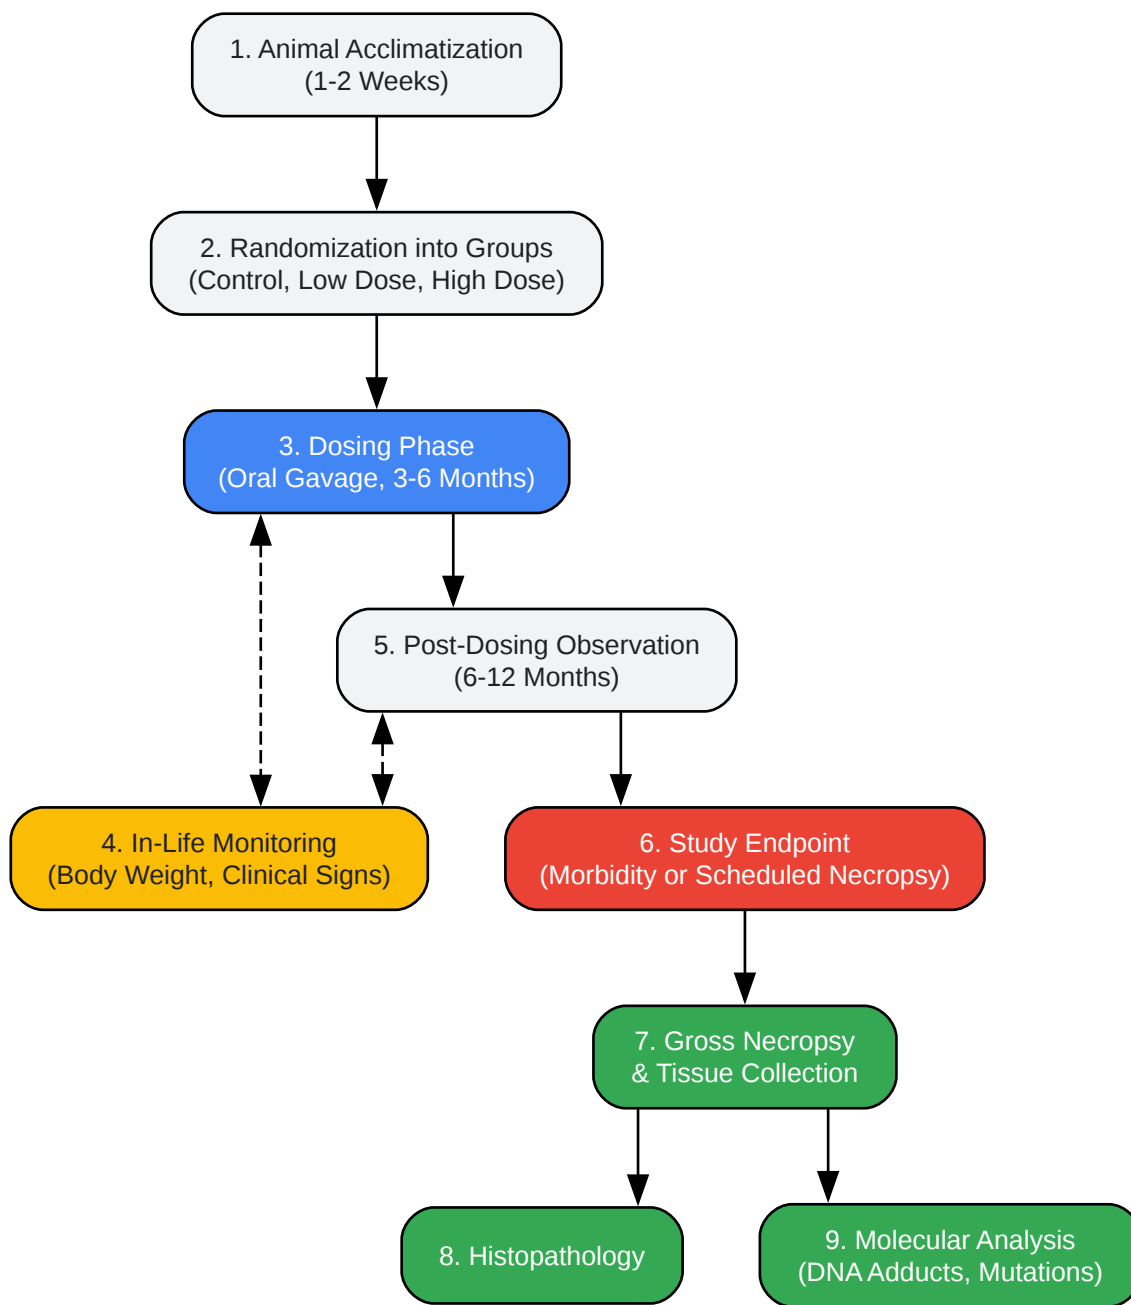 1. Animal Acclimatization
(1-2 Weeks)
2. Randomization into Groups
(Control, Low Dose, High Dose)
3. Dosing Phase
(Oral Gavage, 3-6 Months)
5. Post-Dosing Observation
(6-12 Months)
4. In-Life Monitoring
(Body Weight, Clinical Signs)
6. Study Endpoint
(Morbidity or Scheduled Necropsy)
7. Gross Necropsy
& Tissue Collection
8. Histopathology
9. Molecular Analysis
(DNA Adducts, Mutations)